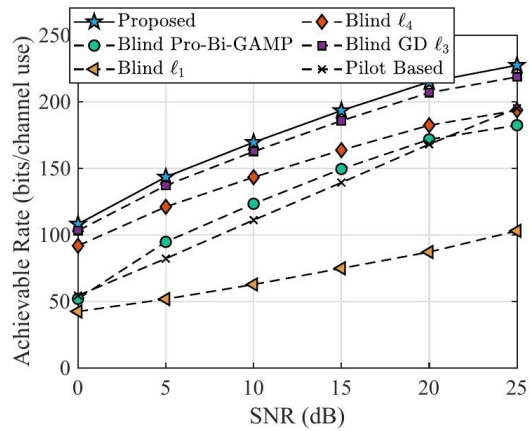 Proposed
Blind Pro-Bi-GAMP
Blind ℓ₁
Blind ℓ₄
Blind GD ℓ₃
Pilot Based
Achievable Rate (bits/channel use)
250
200
150
100
50
0
0 5 10 15 20 25
SNR (dB)